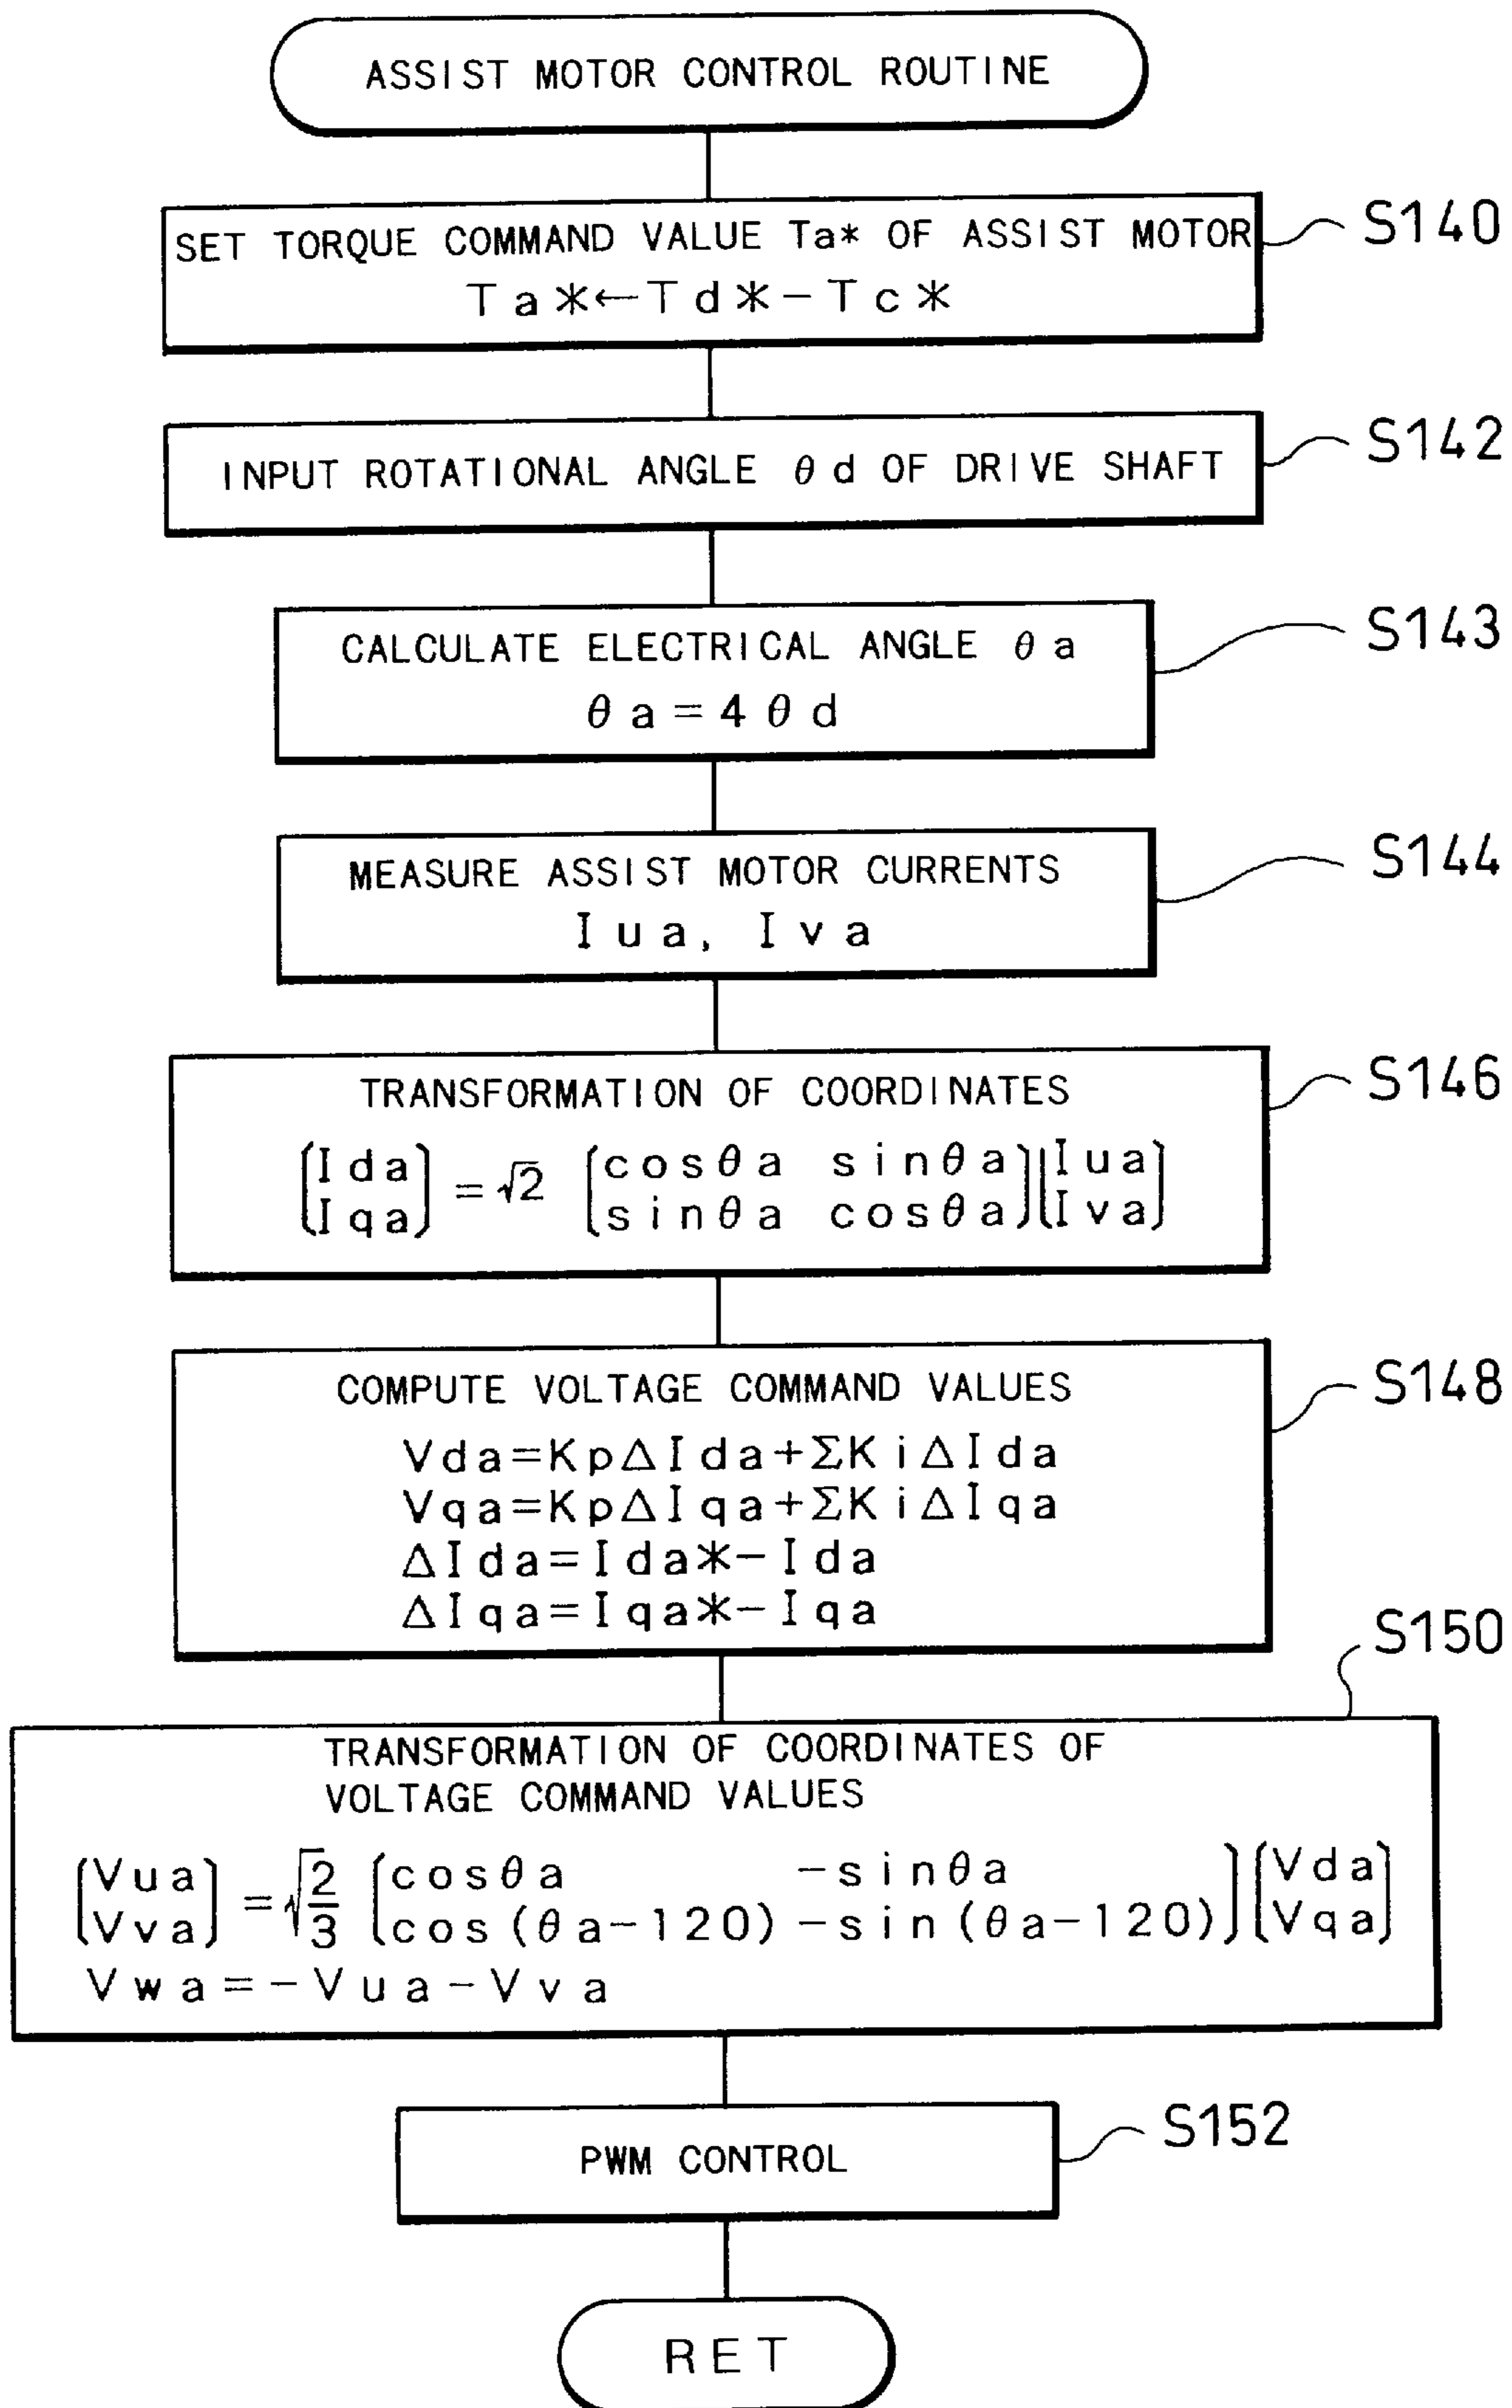 ASSIST MOTOR CONTROL ROUTINE
SET TORQUE COMMAND VALUE Ta* OF ASSIST MOTOR
Ta*←Td*−Tc*
S140
INPUT ROTATIONAL ANGLE θd OF DRIVE SHAFT
S142
CALCULATE ELECTRICAL ANGLE θa
θa=4θd
S143
MEASURE ASSIST MOTOR CURRENTS
Iua, Iva
S144
TRANSFORMATION OF COORDINATES
S146
[Ida] = √2 [cosθa sinθa][Iua]
[Iqa] [sinθa cosθa][Iva]
COMPUTE VOLTAGE COMMAND VALUES
S148
Vda=KpΔIda+ΣKiΔIda
Vqa=KpΔIqa+ΣKiΔIqa
ΔIda=Ida*−Ida
ΔIqa=Iqa*−Iqa
S150
TRANSFORMATION OF COORDINATES OF
VOLTAGE COMMAND VALUES
[Vua] = √2/3 [cosθa −sinθa][Vda]
[Vva] [cos(θa−120) −sin(θa−120)][Vqa]
Vwa=−Vua−Vva
PWM CONTROL
S152
RET